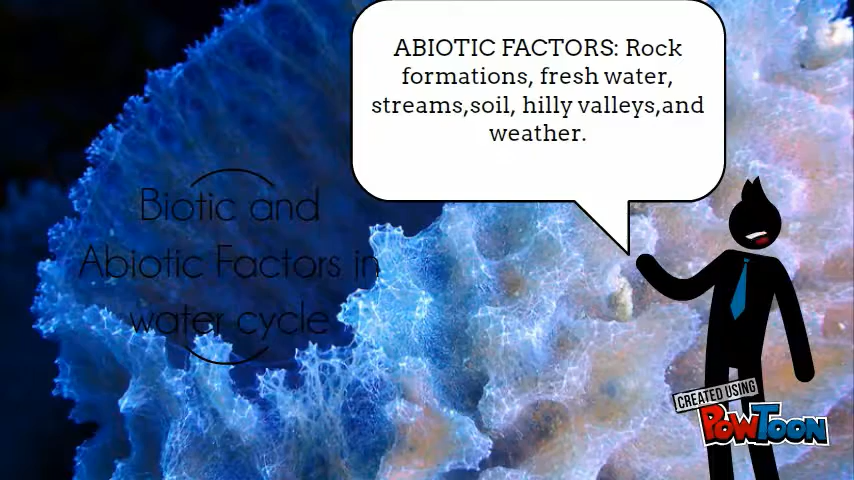 ABIOTIC FACTORS: Rock
formations, fresh water,
streams,soil, hilly valleys,and
weather.
Biotic and
Abiotic Factors in
water cycle
CREATED USING
POWTOON